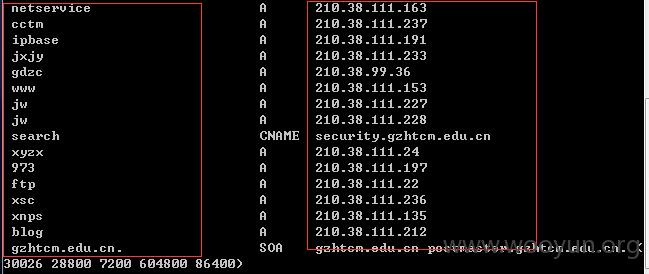 netservice A 210.38.111.163
cctm A 210.38.111.237
ipbase A 210.38.111.191
jxjy A 210.38.111.233
gdzc A 210.38.99.36
www A 210.38.111.153
jw A 210.38.111.227
jw A 210.38.111.228
search CNAME security.gzhtcm.edu.cn
xyzx A 210.38.111.24
973 A 210.38.111.197
ftp A 210.38.111.22
xsc A 210.38.111.236
xnps A 210.38.111.135
blog A 210.38.111.212
gzhtcm.edu.cn. SOA gzhtcm.edu.cn postmaster.gzhtcm.edu.cn. (
30026 28800 7200 604800 86400)
www.wooyun.org